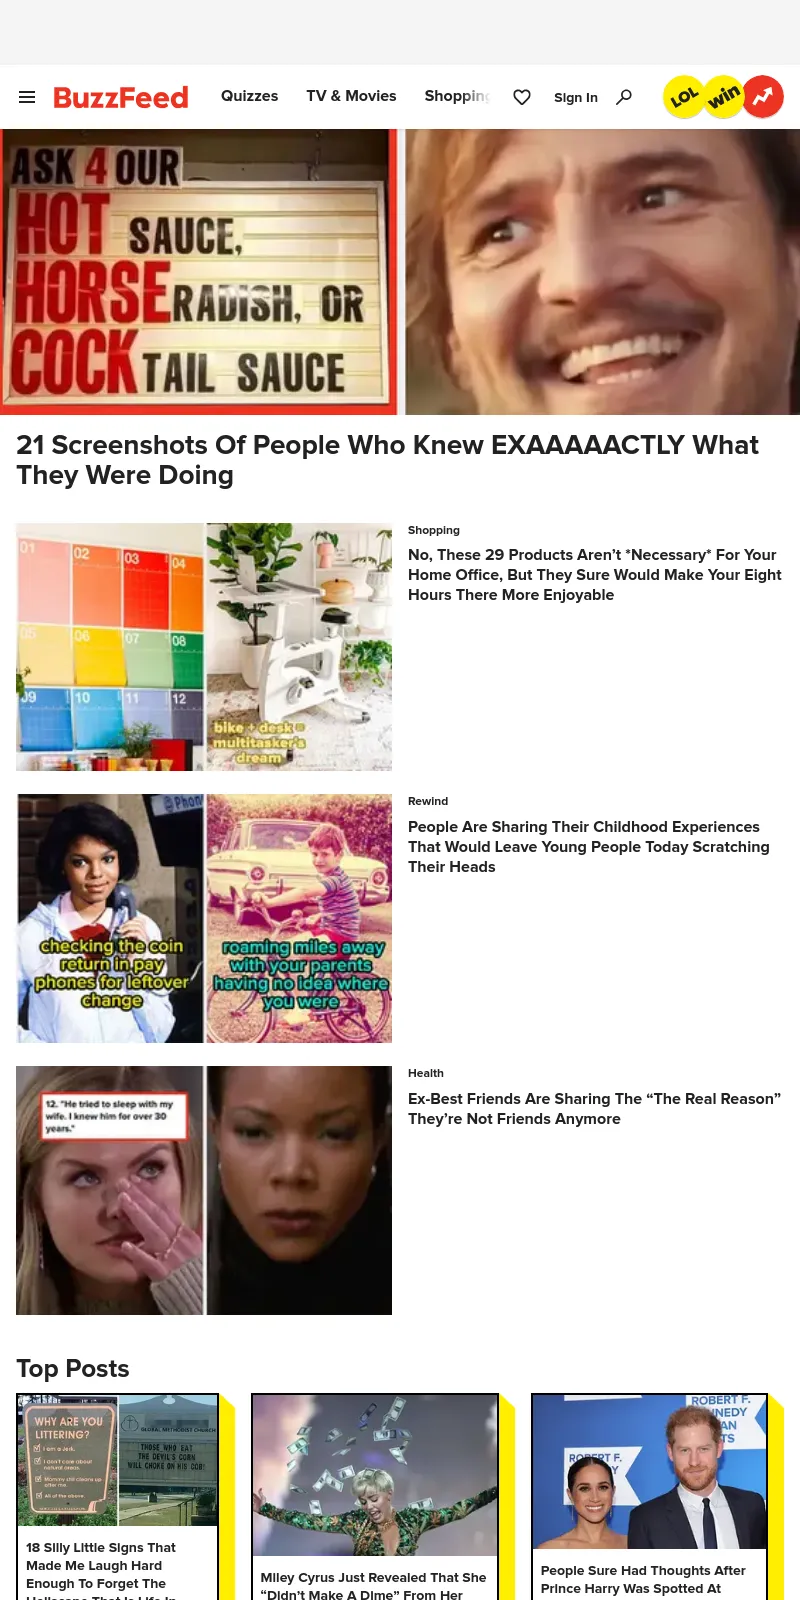 BuzzFeed
Quizzes
TV & Movies
Shopping
Sign In
LOL
win
ASK 4 OUR
HOT SAUCE,
HORSERADISH, OR
COCKTAIL SAUCE
21 Screenshots Of People Who Knew EXAAAAACTLY What
They Were Doing
01
02
03
04
05
06
07
08
09
10
11
12
bike + desk =
multitasker's
dream
Shopping
No, These 29 Products Aren’t *Necessary* For Your
Home Office, But They Sure Would Make Your Eight
Hours There More Enjoyable
Phon
checking the coin
return in pay
phones for leftover
change
roaming miles away
with your parents
having no idea where
you were
Rewind
People Are Sharing Their Childhood Experiences
That Would Leave Young People Today Scratching
Their Heads
12. "He tried to sleep with my
wife. I knew him for over 30
years."
Health
Ex-Best Friends Are Sharing The “The Real Reason”
They’re Not Friends Anymore
Top Posts
WHY ARE YOU
LITTERING?
I am a Jerk.
I don't care about
natural areas.
Mommy still cleans up
after me.
All of the above.
GLOBAL METHODIST CHURCH
THOSE WHO EAT
THE DEVIL'S CORN
WILL CHOKE ON HIS COB!
18 Silly Little Signs That
Made Me Laugh Hard
Enough To Forget The
Miley Cyrus Just Revealed That She
“Didn’t Make A Dime” From Her
ROBERT F.
NNEDY
AN
TS
ROBERT F.
Y
People Sure Had Thoughts After
Prince Harry Was Spotted At